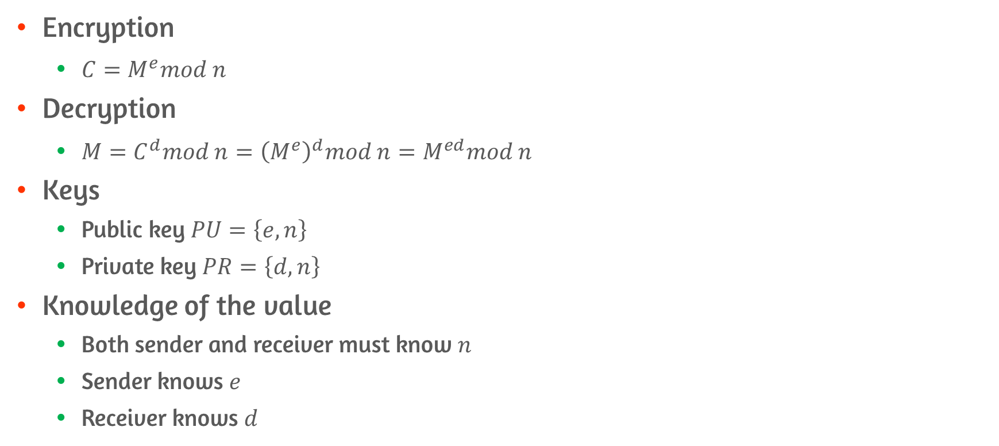 • Encryption
• C = M^e mod n
• Decryption
• M = C^d mod n = (M^e)^d mod n = M^ed mod n
• Keys
• Public key PU = {e, n}
• Private key PR = {d, n}
• Knowledge of the value
• Both sender and receiver must know n
• Sender knows e
• Receiver knows d